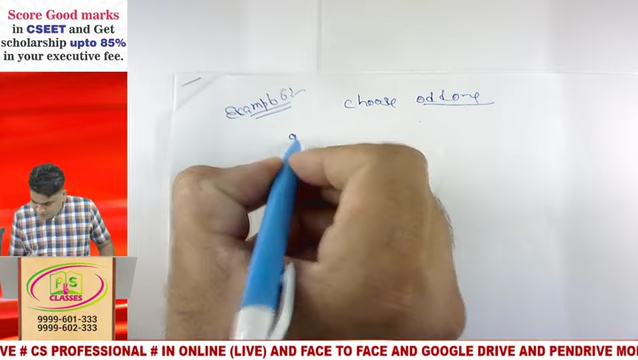 Score Good marks
in CSEET and Get
scholarship upto 85%
in your executive fee.
Example 6:-
choose odd one
a
CLASSES
9999-601-333
9999-602-333
VE # CS PROFESSIONAL # IN ONLINE (LIVE) AND FACE TO FACE AND GOOGLE DRIVE AND PENDRIVE MO